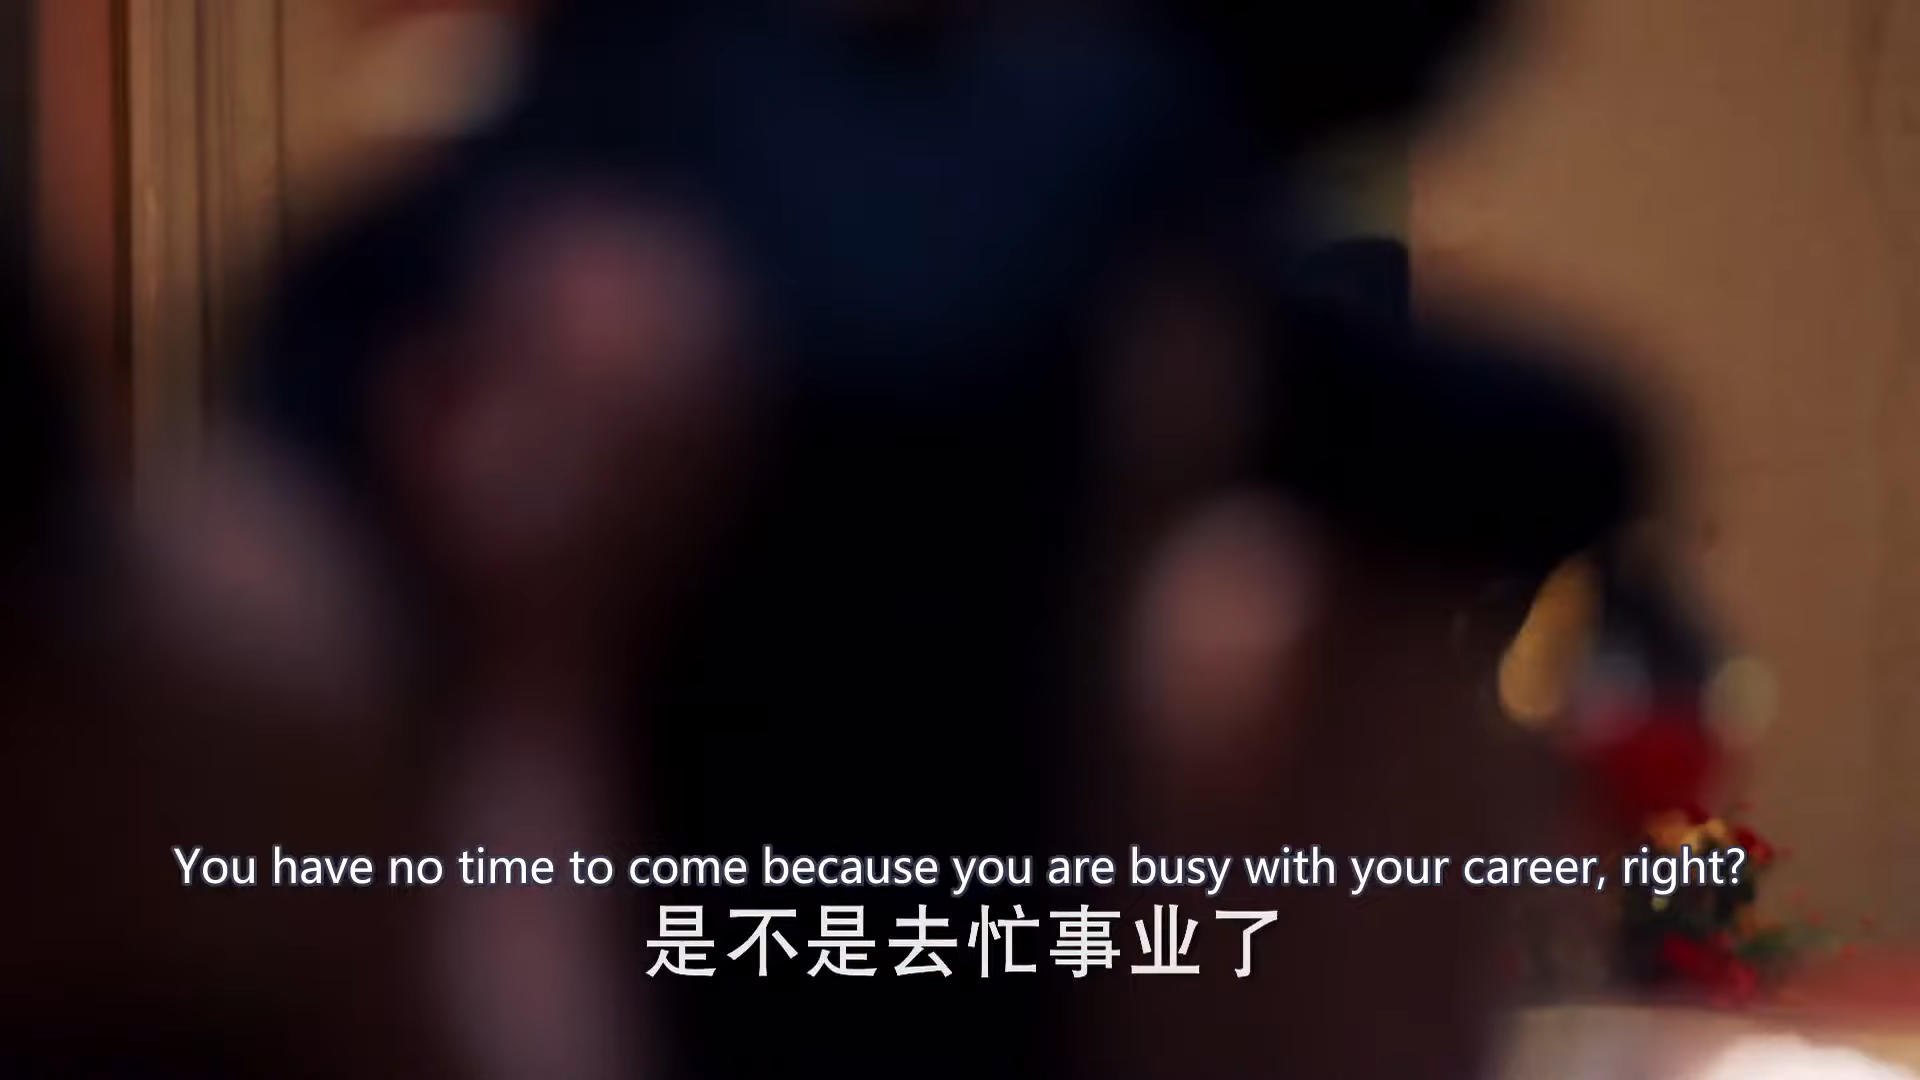 You have no time to come because you are busy with your career, right?
是不是去忙事业了